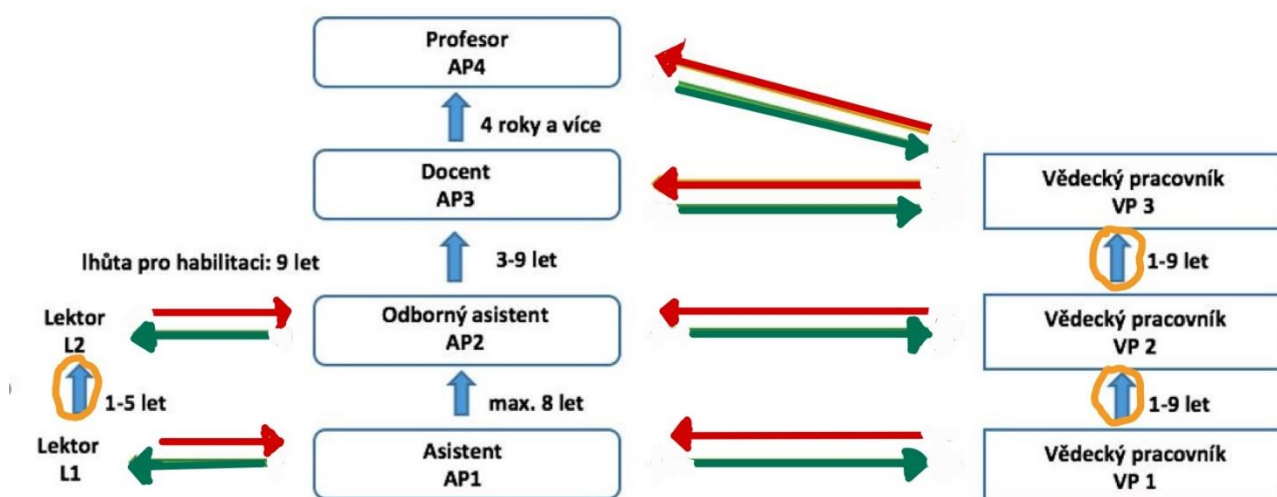 Profesor
AP4
4 roky a více
Docent
AP3
Vědecký pracovník
VP 3
lhůta pro habilitaci: 9 let
3-9 let
1-9 let
Lektor
L2
Odborný asistent
AP2
Vědecký pracovník
VP 2
1-5 let
max. 8 let
1-9 let
Lektor
L1
Asistent
AP1
Vědecký pracovník
VP 1